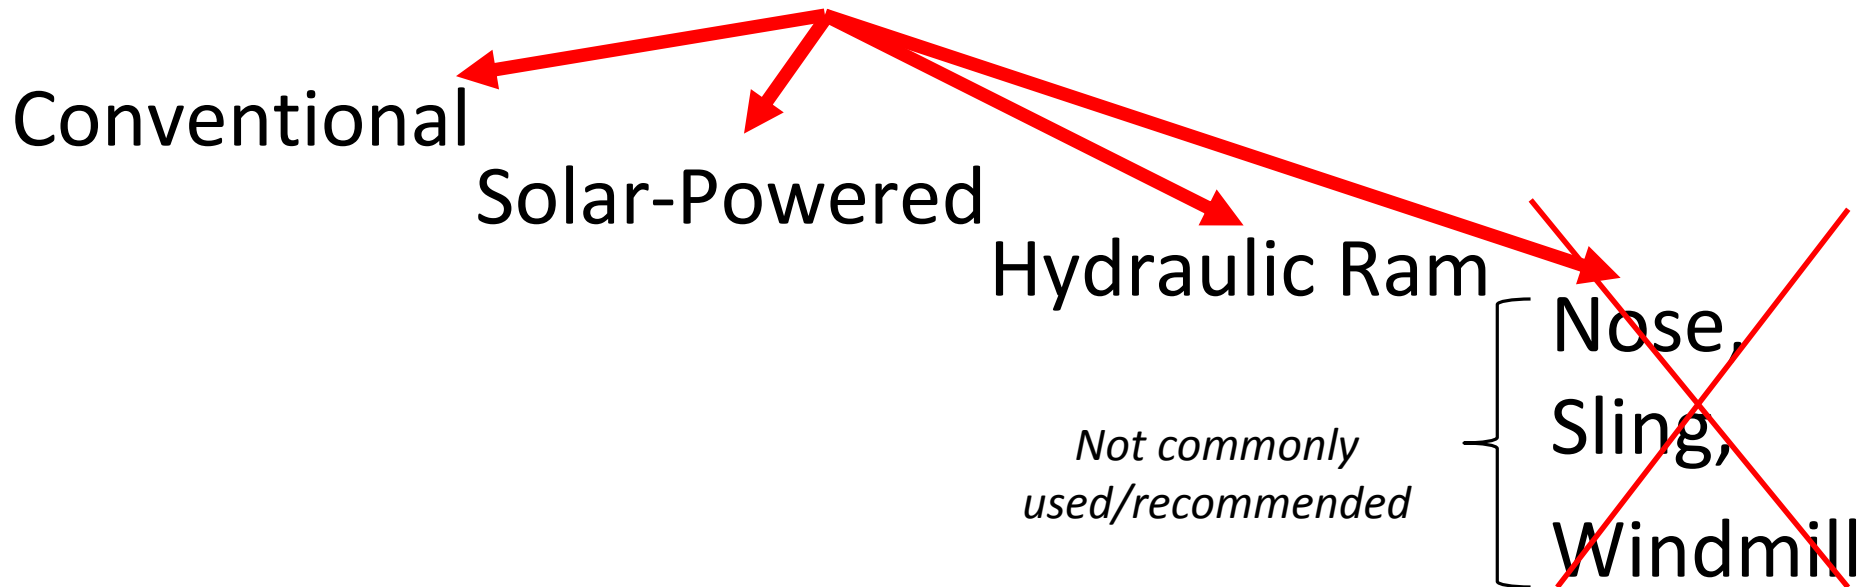 Conventional
Solar-Powered
Hydraulic Ram
Nose,
Sling,
Windmill
Not commonly
used/recommended